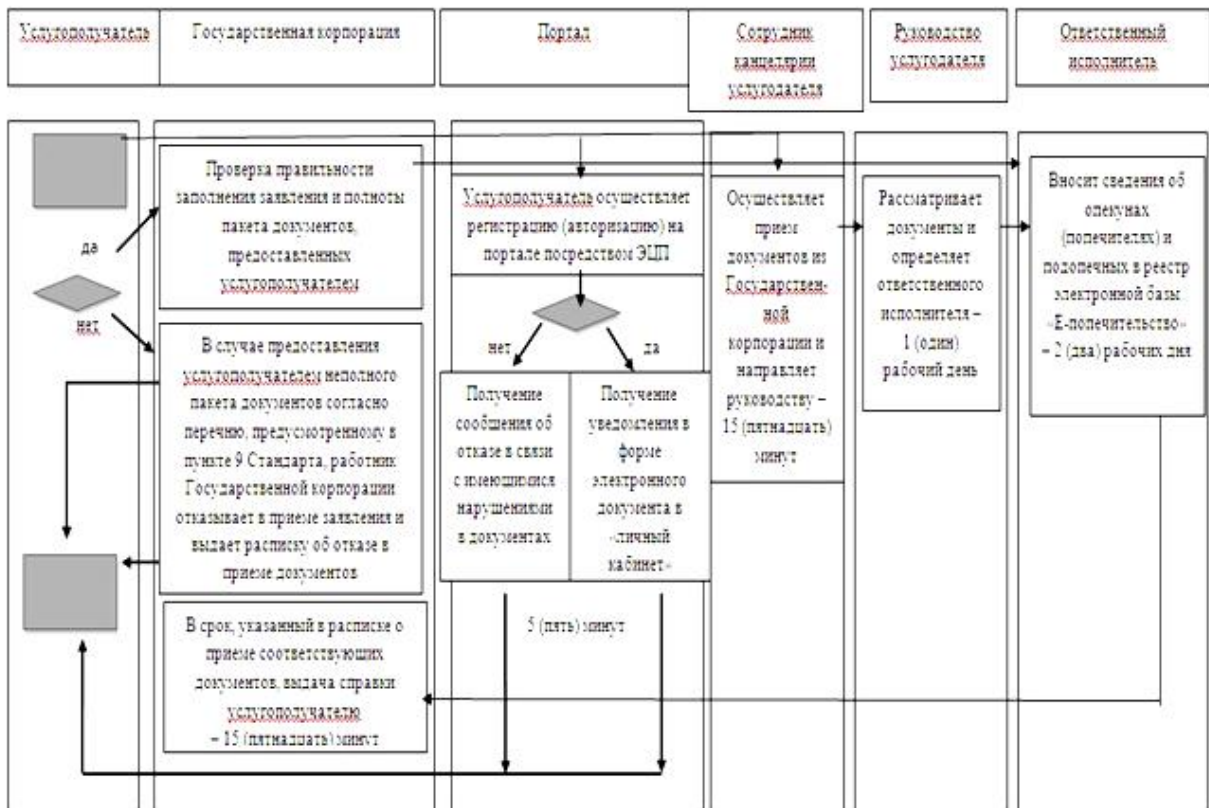 Услугополучатель
Государственная корпорация
Портал
Сотрудник
канцелярии
услугодателя
Руководство
услугодателя
Ответственный
исполнитель
да
нет
Проверка правильности
заполнения заявления и полноты
пакета документов,
предоставленных
услугополучателем
В случае предоставления
услугополучателем неполного
пакета документов согласно
перечню, предусмотренному в
пункте 9 Стандарта, работник
Государственной корпорации
отказывает в приеме заявления и
выдает расписку об отказе в
приеме документов
В срок, указанный в расписке о
приеме соответствующих
документов, выдача справки
услугополучателю
– 15 (пятнадцать) минут
Услугополучатель осуществляет
регистрацию (авторизацию) на
портале посредством ЭЦП
нет
да
Получение
сообщения об
отказе в связи
с имеющимися
нарушениями
в документах
Получение
уведомления в
форме
электронного
документа в
«личный
кабинет»
5 (пять) минут
Осуществляет
прием
документов из
Государствен-
ной
корпорации и
направляет
руководству –
15 (пятнадцать)
минут
Рассматривает
документы и
определяет
ответственного
исполнителя –
1 (один)
рабочий день
Вносит сведения об
опекунах
(попечителях) и
подопечных в реестр
электронной базы
«Е-попечительство»
– 2 (два) рабочих дня